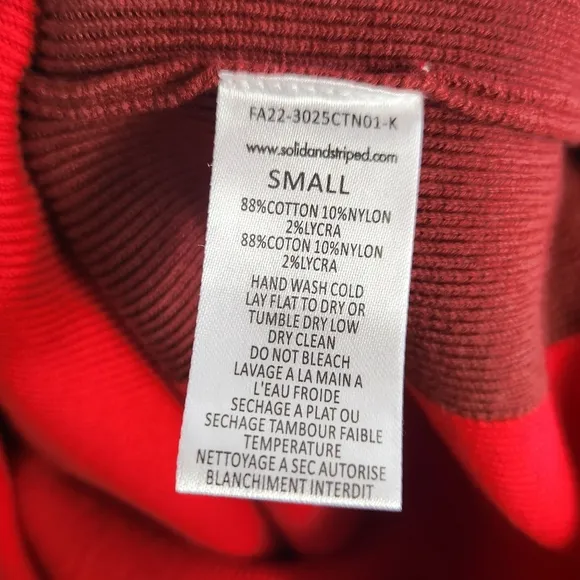 FA22-3025CTN01-K
www.solidandstriped.com
SMALL
88%COTTON 10%NYLON
2%LYCRA
88%COTON 10%NYLON
2%LYCRA
HAND WASH COLD
LAY FLAT TO DRY OR
TUMBLE DRY LOW
DRY CLEAN
DO NOT BLEACH
LAVAGE A LA MAIN A
L'EAU FROIDE
SECHAGE A PLAT OU
SECHAGE TAMBOUR FAIBLE
TEMPERATURE
NETTOYAGE A SEC AUTORISE
BLANCHIMENT INTERDIT